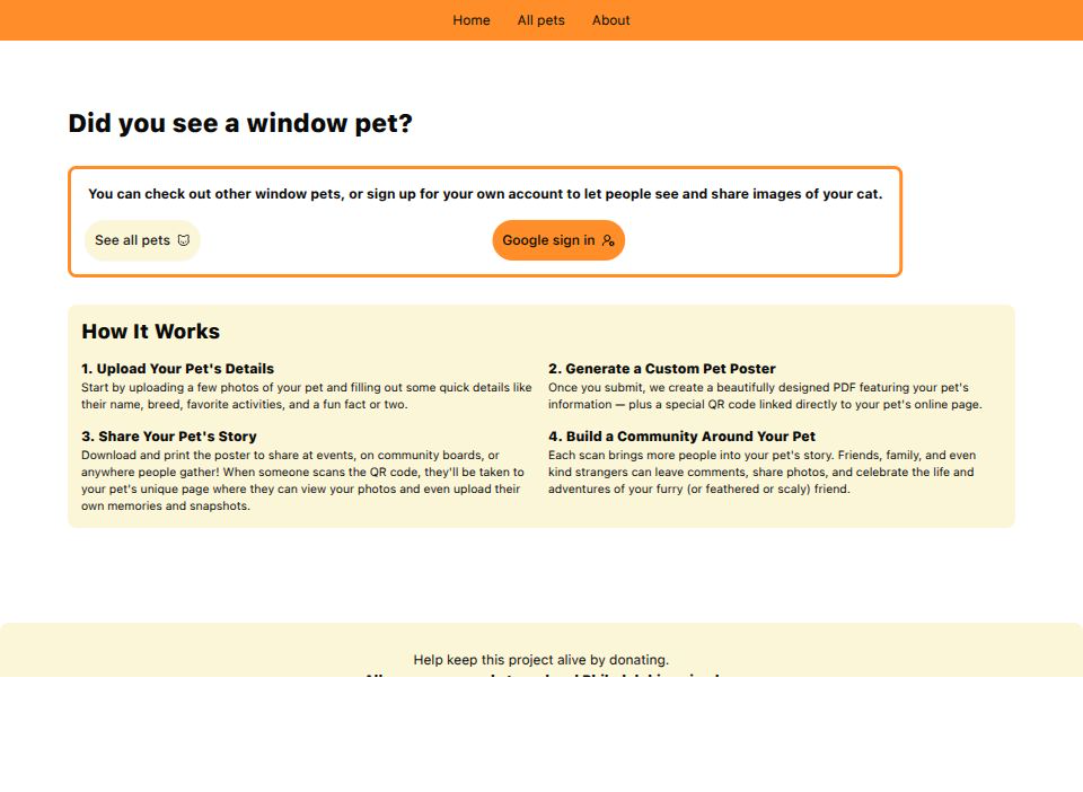 Home All pets About
Did you see a window pet?
You can check out other window pets, or sign up for your own account to let people see and share images of your cat.
See all pets
Google sign in
How It Works
1. Upload Your Pet's Details
Start by uploading a few photos of your pet and filling out some quick details like
their name, breed, favorite activities, and a fun fact or two.
2. Generate a Custom Pet Poster
Once you submit, we create a beautifully designed PDF featuring your pet's
information — plus a special QR code linked directly to your pet's online page.
3. Share Your Pet's Story
Download and print the poster to share at events, on community boards, or
anywhere people gather! When someone scans the QR code, they'll be taken to
your pet's unique page where they can view your photos and even upload their
own memories and snapshots.
4. Build a Community Around Your Pet
Each scan brings more people into your pet's story. Friends, family, and even
kind strangers can leave comments, share photos, and celebrate the life and
adventures of your furry (or feathered or scaly) friend.
Help keep this project alive by donating.